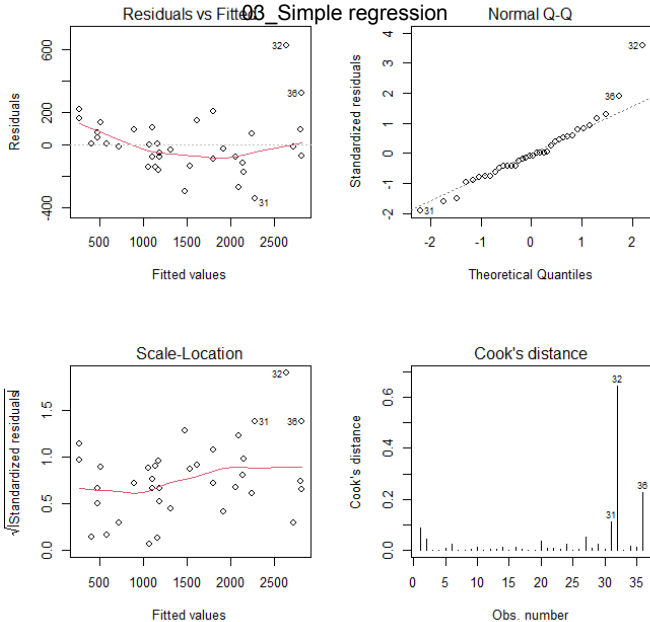 03_Simple regression
Residuals vs Fitted
Residuals
600
200
0
-400
32
36
31
500 1000 1500 2000 2500
Fitted values
Normal Q-Q
Standardized residuals
4
3
2
1
0
-1
-2
32
36
31
-2 -1 0 1 2
Theoretical Quantiles
Scale-Location
√|Standardized residuals|
1.5
1.0
0.5
0.0
32
31
36
500 1000 1500 2000 2500
Fitted values
Cook's distance
Cook's distance
0.6
0.4
0.2
0.0
32
36
31
0 5 10 15 20 25 30 35
Obs. number